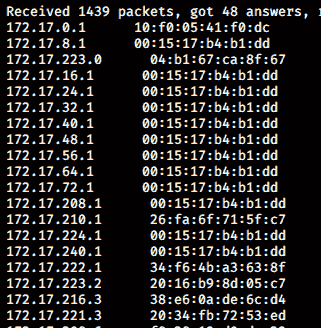 Received 1439 packets, got 48 answers,
172.17.0.1 10:f0:05:41:f0:dc
172.17.8.1 00:15:17:b4:b1:dd
172.17.223.0 04:b1:67:ca:8f:67
172.17.16.1 00:15:17:b4:b1:dd
172.17.24.1 00:15:17:b4:b1:dd
172.17.32.1 00:15:17:b4:b1:dd
172.17.40.1 00:15:17:b4:b1:dd
172.17.48.1 00:15:17:b4:b1:dd
172.17.56.1 00:15:17:b4:b1:dd
172.17.64.1 00:15:17:b4:b1:dd
172.17.72.1 00:15:17:b4:b1:dd
172.17.208.1 00:15:17:b4:b1:dd
172.17.210.1 26:fa:6f:71:5f:c7
172.17.224.1 00:15:17:b4:b1:dd
172.17.240.1 00:15:17:b4:b1:dd
172.17.222.1 34:f6:4b:a3:63:8f
172.17.223.2 20:16:b9:8d:05:c7
172.17.216.3 38:e6:0a:de:6c:d4
172.17.221.3 20:34:fb:72:53:ed